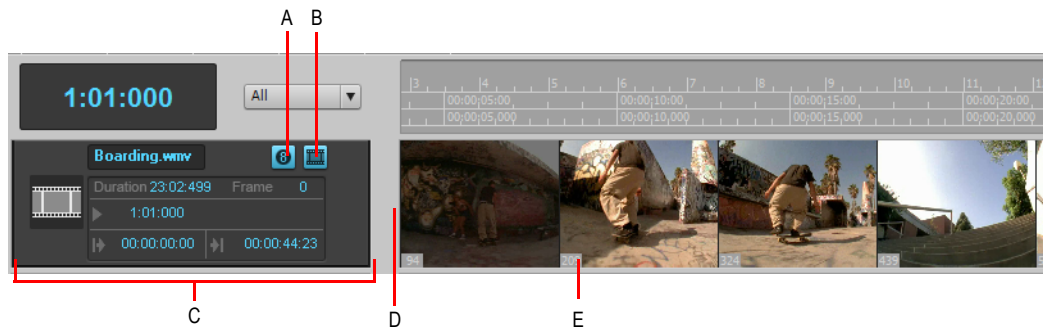 A B
1:01:000
All
3 4 5 6 7 8 9 10 11 1
00:00:05:00 00:00:10:00 00:00:15:00 00:00:20:00
00:00:05,000 00:00:10,000 00:00:15,000 00:00:20,000
Boarding.wmv
8
Duration 23:02:499 Frame 0
1:01:000
00:00:00:00 00:00:44:23
94 324 439
C D E